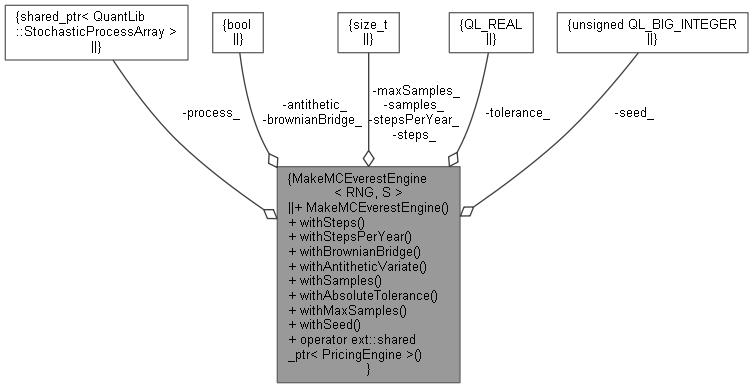 {shared_ptr< QuantLib
::StochasticProcessArray >
||}
{bool
||}
{size_t
||}
{QL_REAL
||}
{unsigned QL_BIG_INTEGER
||}
-process_
-antithetic_
-brownianBridge_
-maxSamples_
-samples_
-stepsPerYear_
-steps_
-tolerance_
-seed_
{MakeMCEverestEngine
< RNG, S >
||+ MakeMCEverestEngine()
+ withSteps()
+ withStepsPerYear()
+ withBrownianBridge()
+ withAntitheticVariate()
+ withSamples()
+ withAbsoluteTolerance()
+ withMaxSamples()
+ withSeed()
+ operator ext::shared
_ptr< PricingEngine >()
}